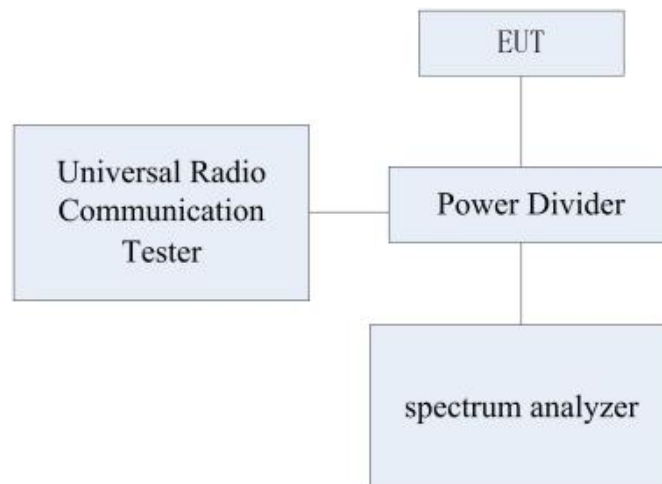 EUT
Universal Radio
Communication
Tester
Power Divider
spectrum analyzer